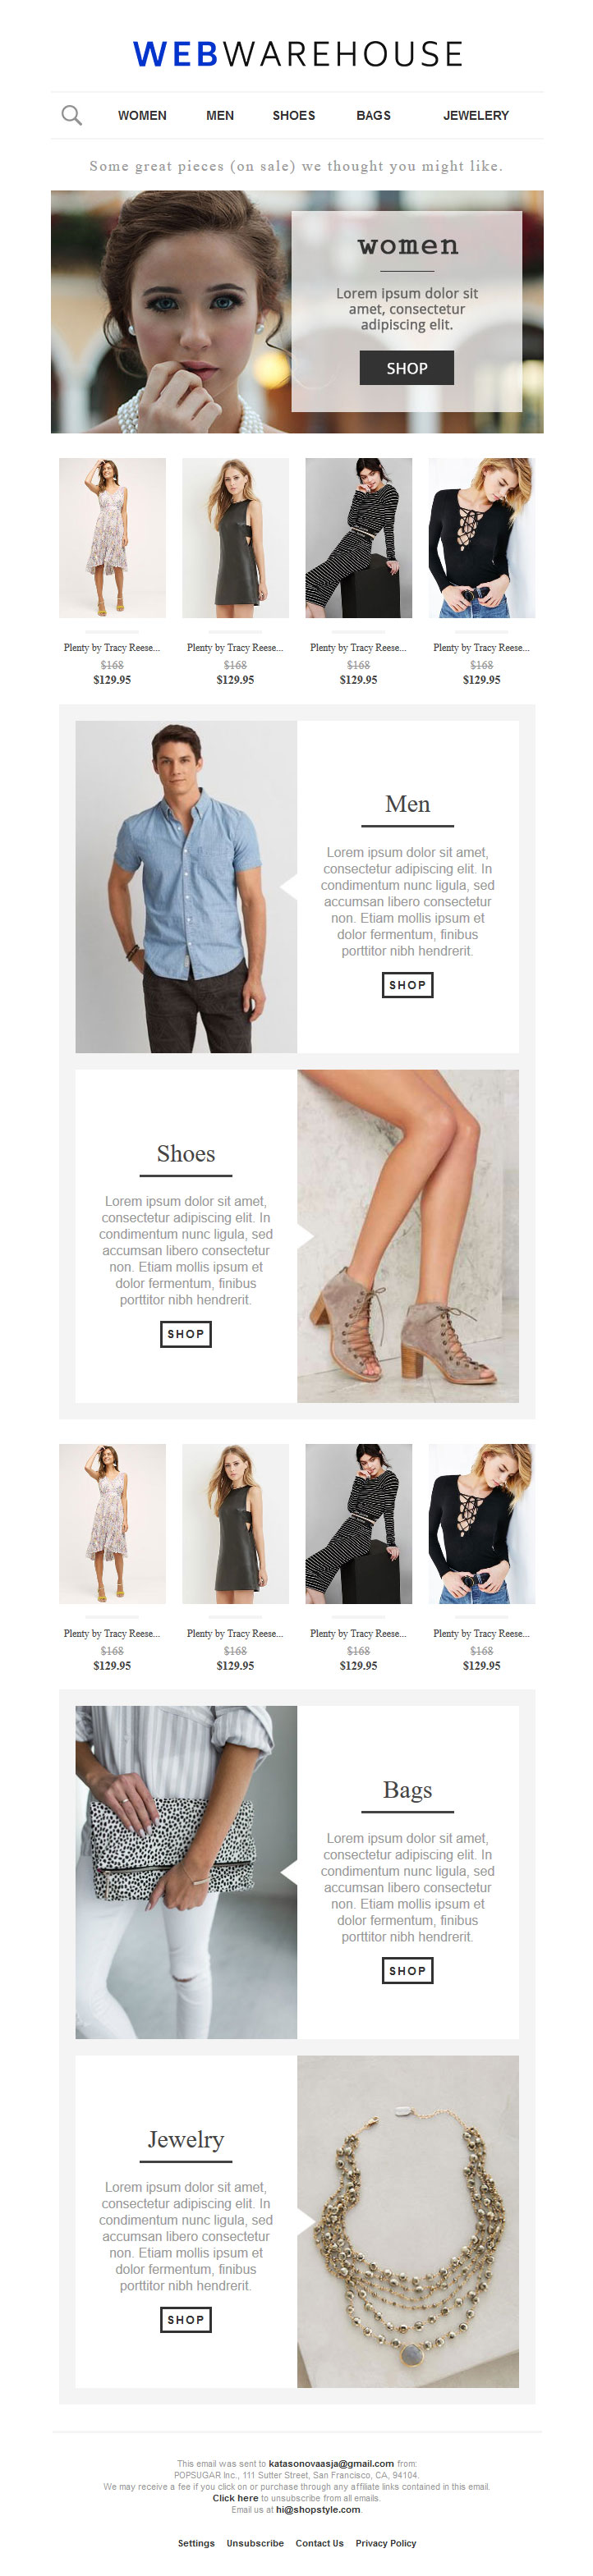 WEBWAREHOUSE
WOMEN MEN SHOES BAGS JEWELERY
Some great pieces (on sale) we thought you might like.
women
Lorem ipsum dolor sit
amet, consectetur
adipiscing elit.
SHOP
Plenty by Tracy Reese... Plenty by Tracy Reese... Plenty by Tracy Reese... Plenty by Tracy Reese...
$168 $168 $168 $168
$129.95 $129.95 $129.95 $129.95
Men
Lorem ipsum dolor sit amet,
consectetur adipiscing elit. In
condimentum nunc ligula, sed
accumsan libero consectetur
non. Etiam mollis ipsum et
dolor fermentum, finibus
porttitor nibh hendrerit.
SHOP
Shoes
Lorem ipsum dolor sit amet,
consectetur adipiscing elit. In
condimentum nunc ligula, sed
accumsan libero consectetur
non. Etiam mollis ipsum et
dolor fermentum, finibus
porttitor nibh hendrerit.
SHOP
Plenty by Tracy Reese... Plenty by Tracy Reese... Plenty by Tracy Reese... Plenty by Tracy Reese...
$168 $168 $168 $168
$129.95 $129.95 $129.95 $129.95
Bags
Lorem ipsum dolor sit amet,
consectetur adipiscing elit. In
condimentum nunc ligula, sed
accumsan libero consectetur
non. Etiam mollis ipsum et
dolor fermentum, finibus
porttitor nibh hendrerit.
SHOP
Jewelry
Lorem ipsum dolor sit amet,
consectetur adipiscing elit. In
condimentum nunc ligula, sed
accumsan libero consectetur
non. Etiam mollis ipsum et
dolor fermentum, finibus
porttitor nibh hendrerit.
SHOP
This email was sent to katasonovaasja@gmail.com from:
POPSUGAR Inc., 111 Sutter Street, San Francisco, CA, 94104.
We may receive a fee if you click on or purchase through any affiliate links contained in this email.
Click here to unsubscribe from all emails.
Email us at hi@shopstyle.com.
Settings Unsubscribe Contact Us Privacy Policy